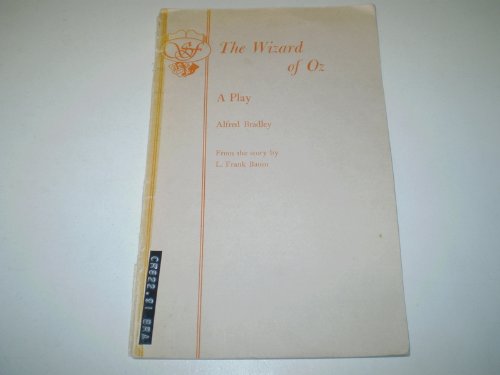 The Wizard
of Oz
A Play
Alfred Bradley
From the story by
L. Frank Baum